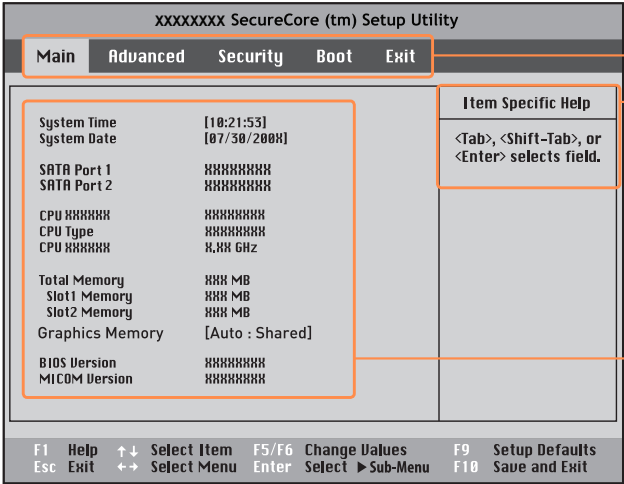 xxxxxxxx SecureCore (tm) Setup Utility
Main Advanced Security Boot Exit
Item Specific Help
<Tab>, <Shift-Tab>, or
<Enter> selects field.
System Time [10:21:53]
System Date [07/30/200X]
SATA Port 1 XXXXXXXX
SATA Port 2 XXXXXXXX
CPU XXXXXX XXXXXXXX
CPU Type XXXXXXXX
CPU XXXXXX X.XX GHz
Total Memory XXX MB
Slot1 Memory XXX MB
Slot2 Memory XXX MB
Graphics Memory [Auto : Shared]
BIOS Version XXXXXXXX
MICOM Version XXXXXXXX
F1 Help ↑↓ Select Item F5/F6 Change Values F9 Setup Defaults
Esc Exit ←→ Select Menu Enter Select ▶Sub-Menu F10 Save and Exit